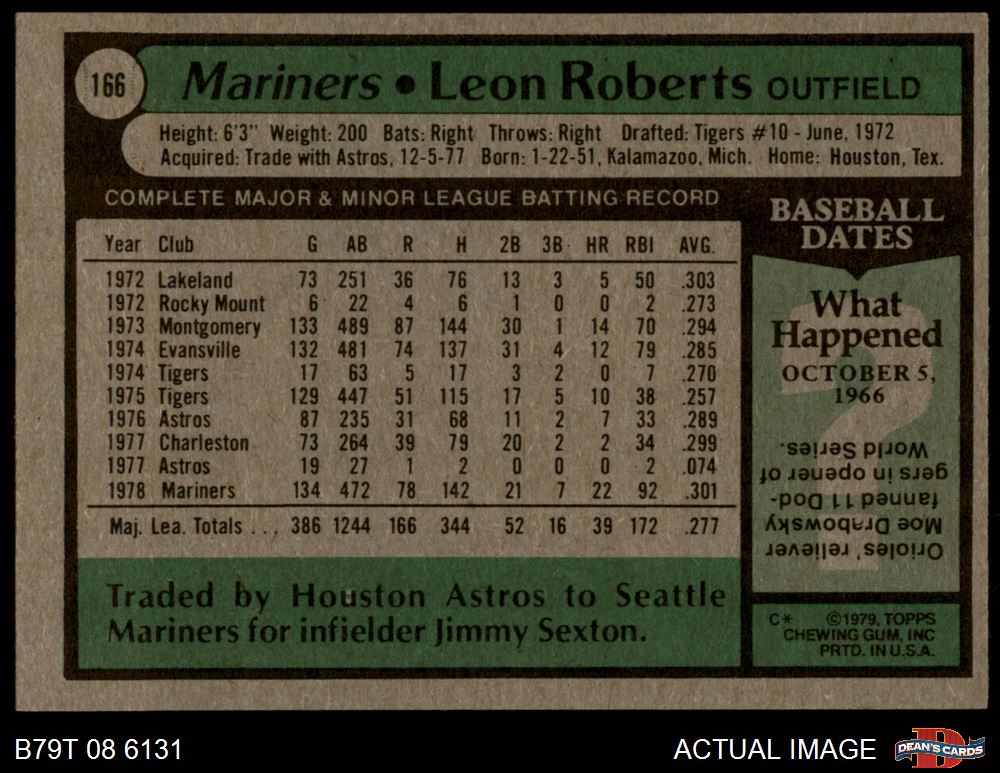 166
Mariners • Leon Roberts OUTFIELD
Height: 6'3" Weight: 200 Bats: Right Throws: Right Drafted: Tigers #10 - June, 1972
Acquired: Trade with Astros, 12-5-77 Born: 1-22-51, Kalamazoo, Mich. Home: Houston, Tex.
COMPLETE MAJOR & MINOR LEAGUE BATTING RECORD
Year Club G AB R H 2B 3B HR RBI AVG.
1972 Lakeland 73 251 36 76 13 3 5 50 .303
1972 Rocky Mount 6 22 4 6 1 0 0 2 .273
1973 Montgomery 133 489 87 144 30 1 14 70 .294
1974 Evansville 132 481 74 137 31 4 12 79 .285
1974 Tigers 17 63 5 17 3 2 0 7 .270
1975 Tigers 129 447 51 115 17 5 10 38 .257
1976 Astros 87 235 31 68 11 2 7 33 .289
1977 Charleston 73 264 39 79 20 2 2 34 .299
1977 Astros 19 27 1 2 0 0 0 2 .074
1978 Mariners 134 472 78 142 21 7 22 92 .301
Maj. Lea. Totals . . . 386 1244 166 344 52 16 39 172 .277
Traded by Houston Astros to Seattle
Mariners for infielder Jimmy Sexton.
BASEBALL
DATES
What
Happened
OCTOBER 5,
1966
?
Orioles' reliever
Moe Drabowsky
fanned 11 Dod-
gers in opener of
World Series.
C* ©1979, TOPPS
CHEWING GUM, INC
PRTD. IN U.S.A.
B79T 08 6131
ACTUAL IMAGE
D
DEAN'S CARDS